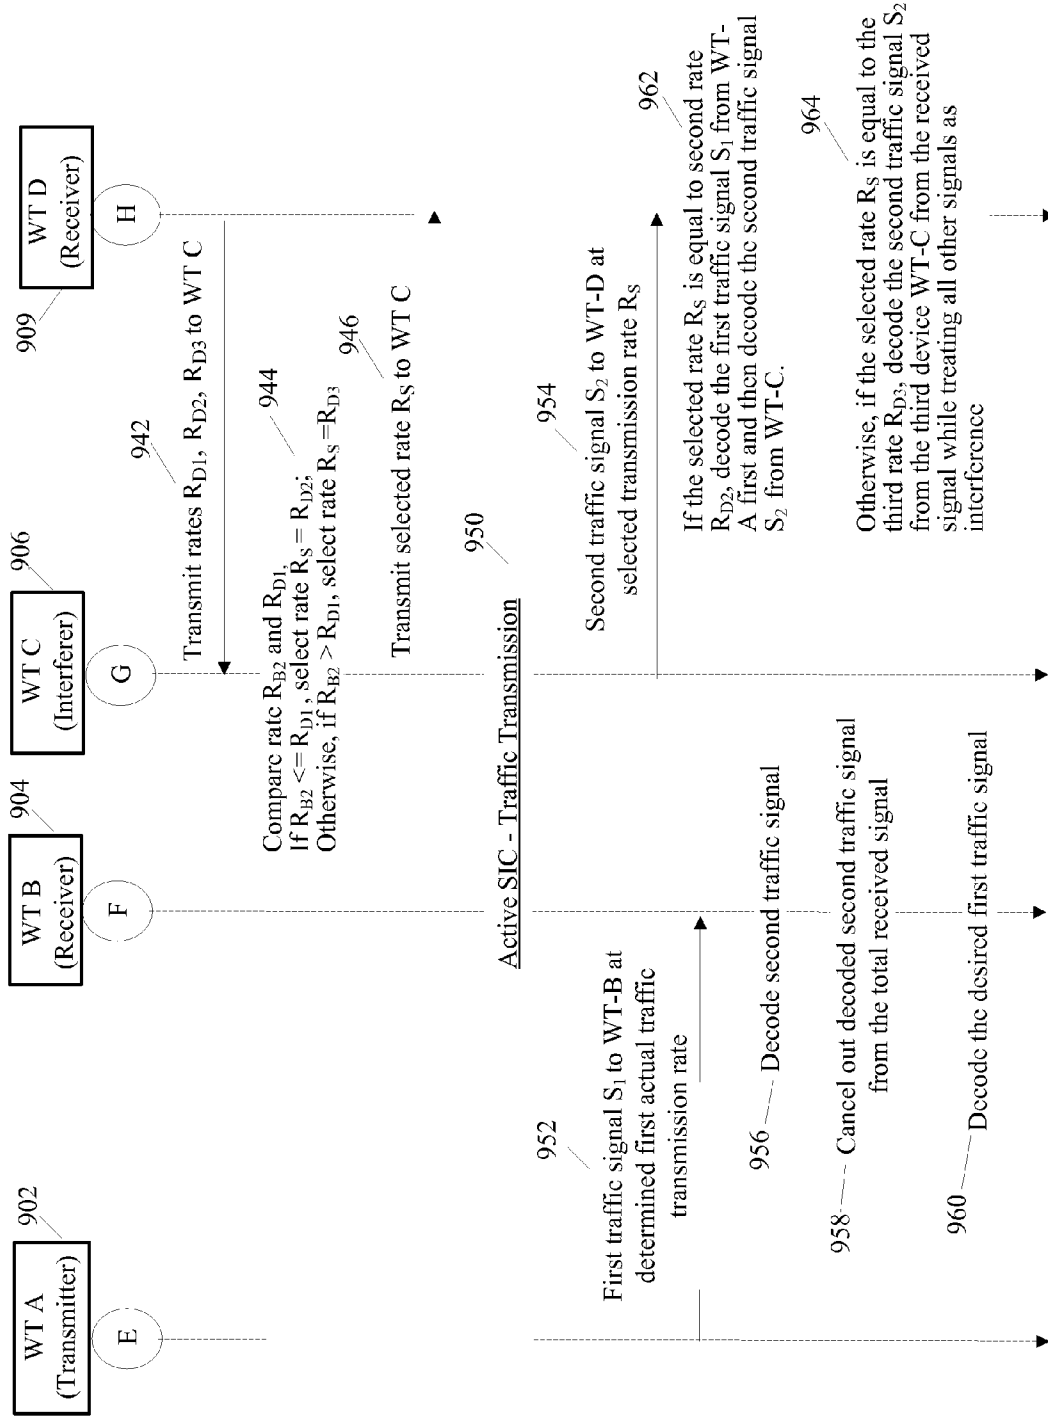 WT A
(Transmitter)
902
E
WT B
(Receiver)
904
F
WT C
(Interferer)
906
G
WT D
(Receiver)
909
H
942
Transmit rates R_D1, R_D2, R_D3 to WT C
944
Compare rate R_B2 and R_D1.
If R_B2 <= R_D1, select rate R_S = R_D2;
Otherwise, if R_B2 > R_D1, select rate R_S =R_D3
946
Transmit selected rate R_S to WT C
Active SIC - Traffic Transmission
950
952
First traffic signal S_1 to WT-B at
determined first actual traffic
transmission rate
954
Second traffic signal S_2 to WT-D at
selected transmission rate R_S
956
Decode second traffic signal
958
Cancel out decoded second traffic signal
from the total received signal
960
Decode the desired first traffic signal
962
If the selected rate R_S is equal to second rate
R_D2, decode the first traffic signal S_1 from WT-
A first and then decode the second traffic signal
S_2 from WT-C.
964
Otherwise, if the selected rate R_S is equal to the
third rate R_D3, decode the second traffic signal S_2
from the third device WT-C from the received
signal while treating all other signals as
interference